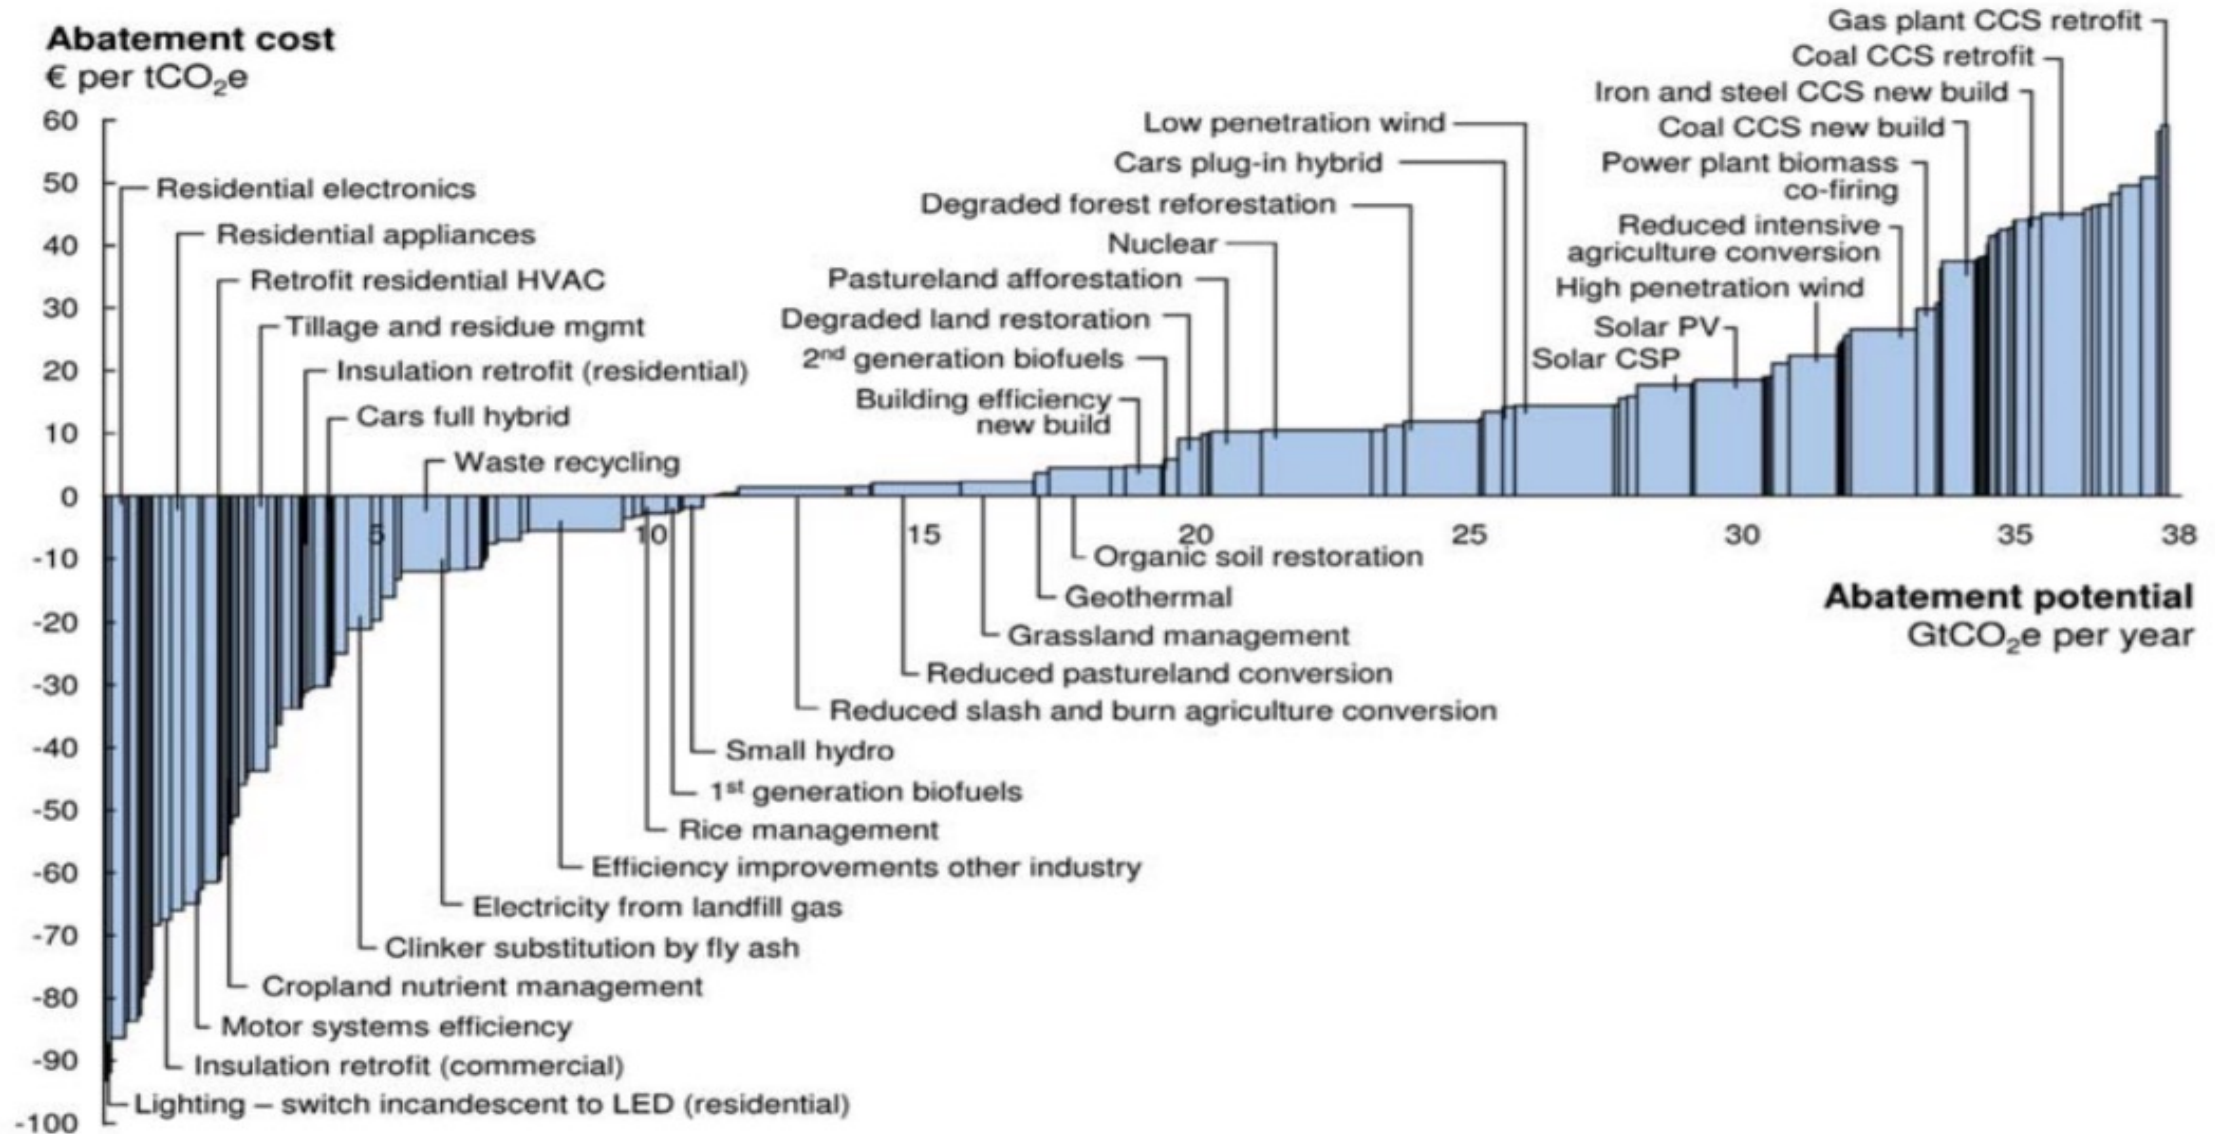 Abatement cost
€ per tCO₂e
60
50
40
30
20
10
0
-10
-20
-30
-40
-50
-60
-70
-80
-90
-100
Residential electronics
Residential appliances
Retrofit residential HVAC
Tillage and residue mgmt
Insulation retrofit (residential)
Cars full hybrid
Waste recycling
Gas plant CCS retrofit
Coal CCS retrofit
Iron and steel CCS new build
Coal CCS new build
Low penetration wind
Power plant biomass
co-firing
Cars plug-in hybrid
Degraded forest reforestation
Reduced intensive
agriculture conversion
Nuclear
Pastureland afforestation
High penetration wind
Degraded land restoration
Solar PV
2nd generation biofuels
Solar CSP
Building efficiency
new build
5
10
15
20
25
30
35
38
Organic soil restoration
Geothermal
Grassland management
Reduced pastureland conversion
Reduced slash and burn agriculture conversion
Small hydro
1st generation biofuels
Rice management
Efficiency improvements other industry
Electricity from landfill gas
Clinker substitution by fly ash
Cropland nutrient management
Motor systems efficiency
Insulation retrofit (commercial)
Lighting – switch incandescent to LED (residential)
Abatement potential
GtCO₂e per year